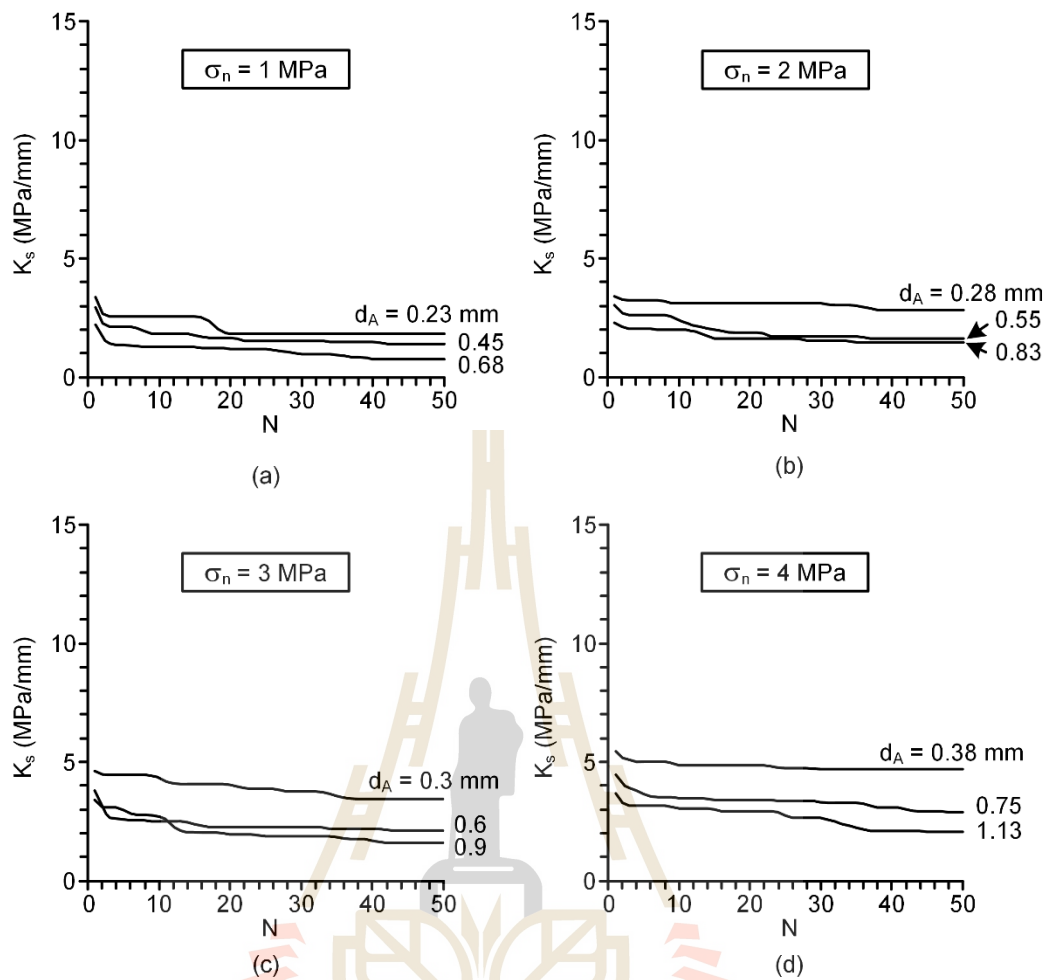 15
10
5
0
Kₛ (MPa/mm)
σₙ = 1 MPa
d_A = 0.23 mm
0.45
0.68
0 10 20 30 40 50
N
(a)
15
10
5
0
Kₛ (MPa/mm)
σₙ = 2 MPa
d_A = 0.28 mm
0.55
0.83
0 10 20 30 40 50
N
(b)
15
10
5
0
Kₛ (MPa/mm)
σₙ = 3 MPa
d_A = 0.3 mm
0.6
0.9
0 10 20 30 40 50
N
(c)
15
10
5
0
Kₛ (MPa/mm)
σₙ = 4 MPa
d_A = 0.38 mm
0.75
1.13
0 10 20 30 40 50
N
(d)